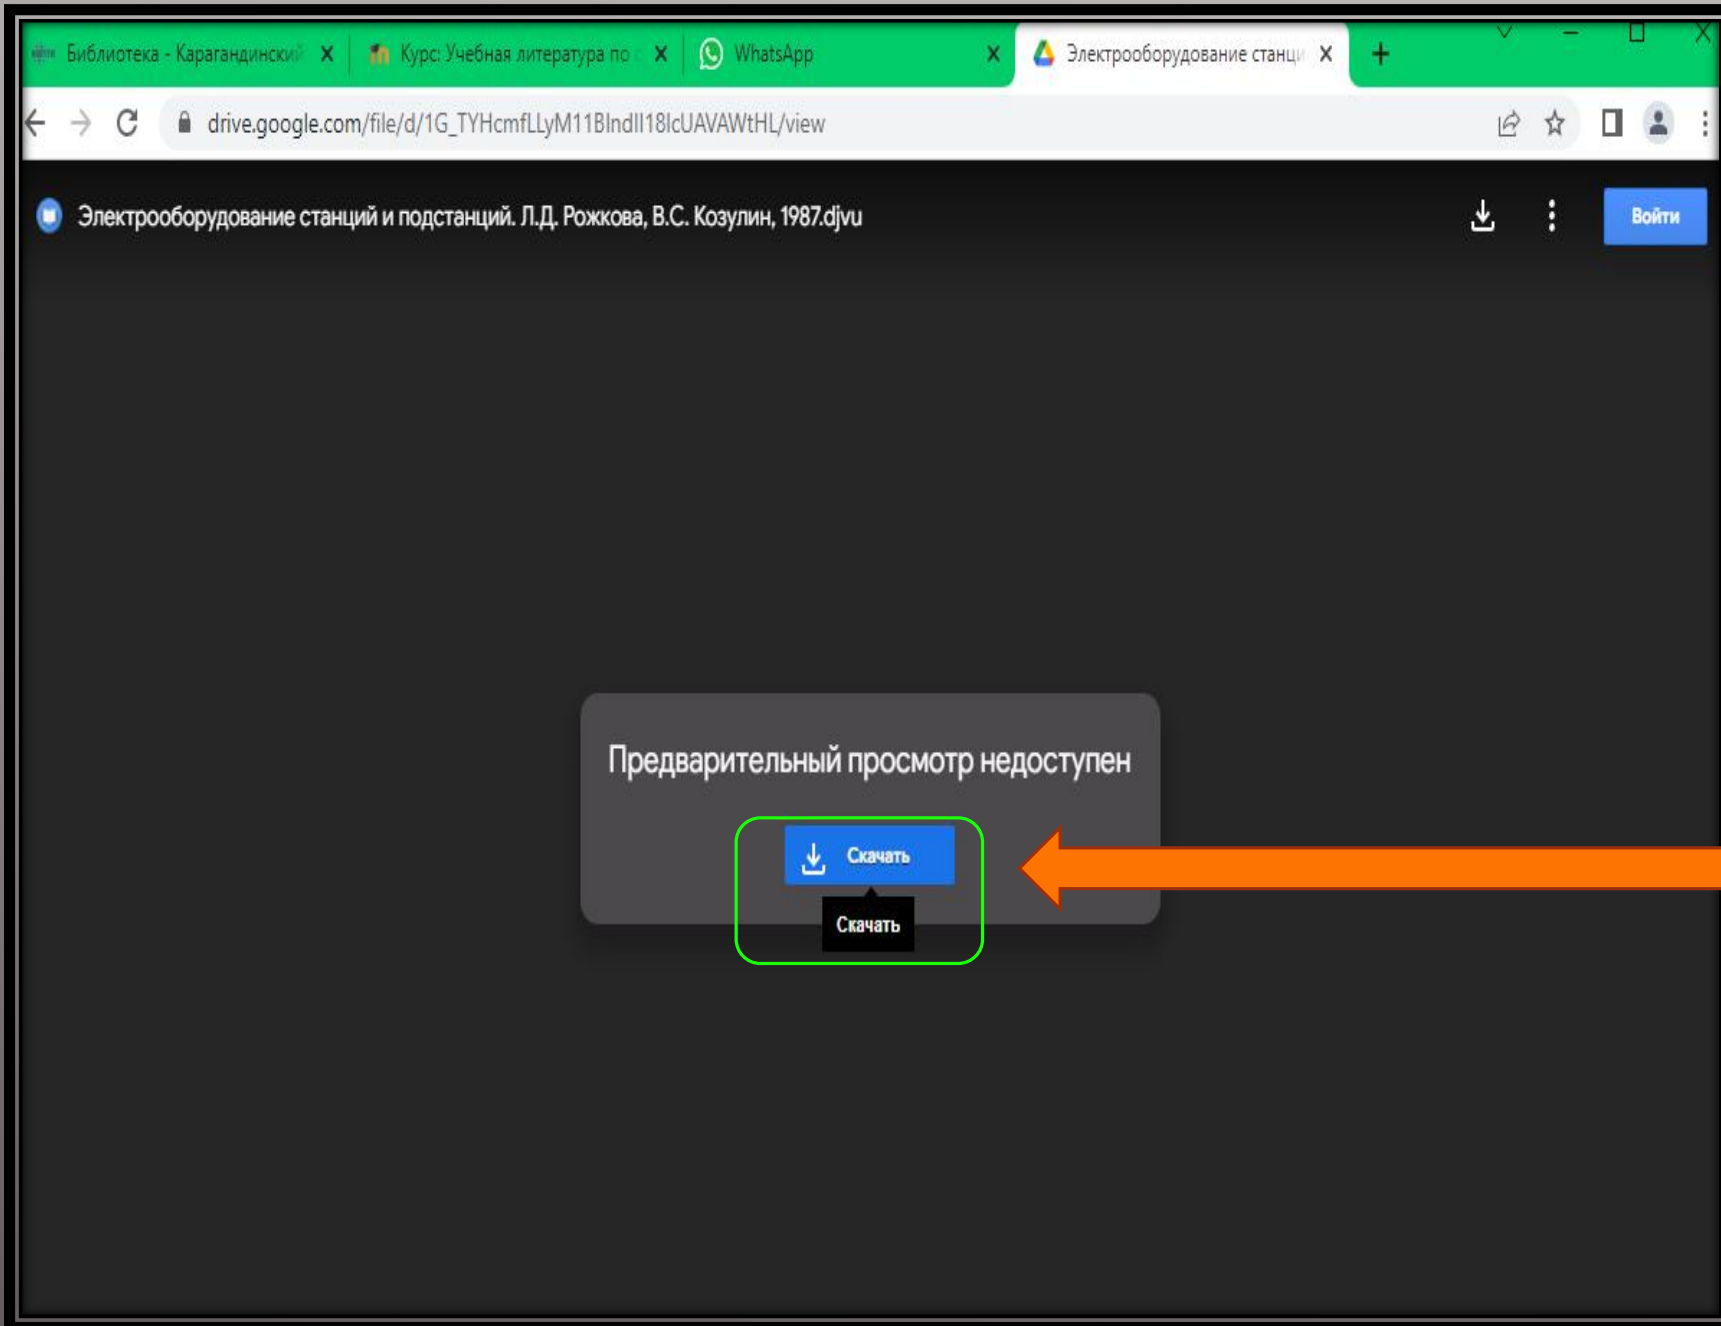 Библиотека - Карагандинский
Курс: Учебная литература по с
WhatsApp
Электрооборудование станци
drive.google.com/file/d/1G_TYHcmfLLyM11BIndII18IcUAVAWtHL/view
Электрооборудование станций и подстанций. Л.Д. Рожкова, В.С. Козулин, 1987.djvu
Войти
Предварительный просмотр недоступен
Скачать
Скачать